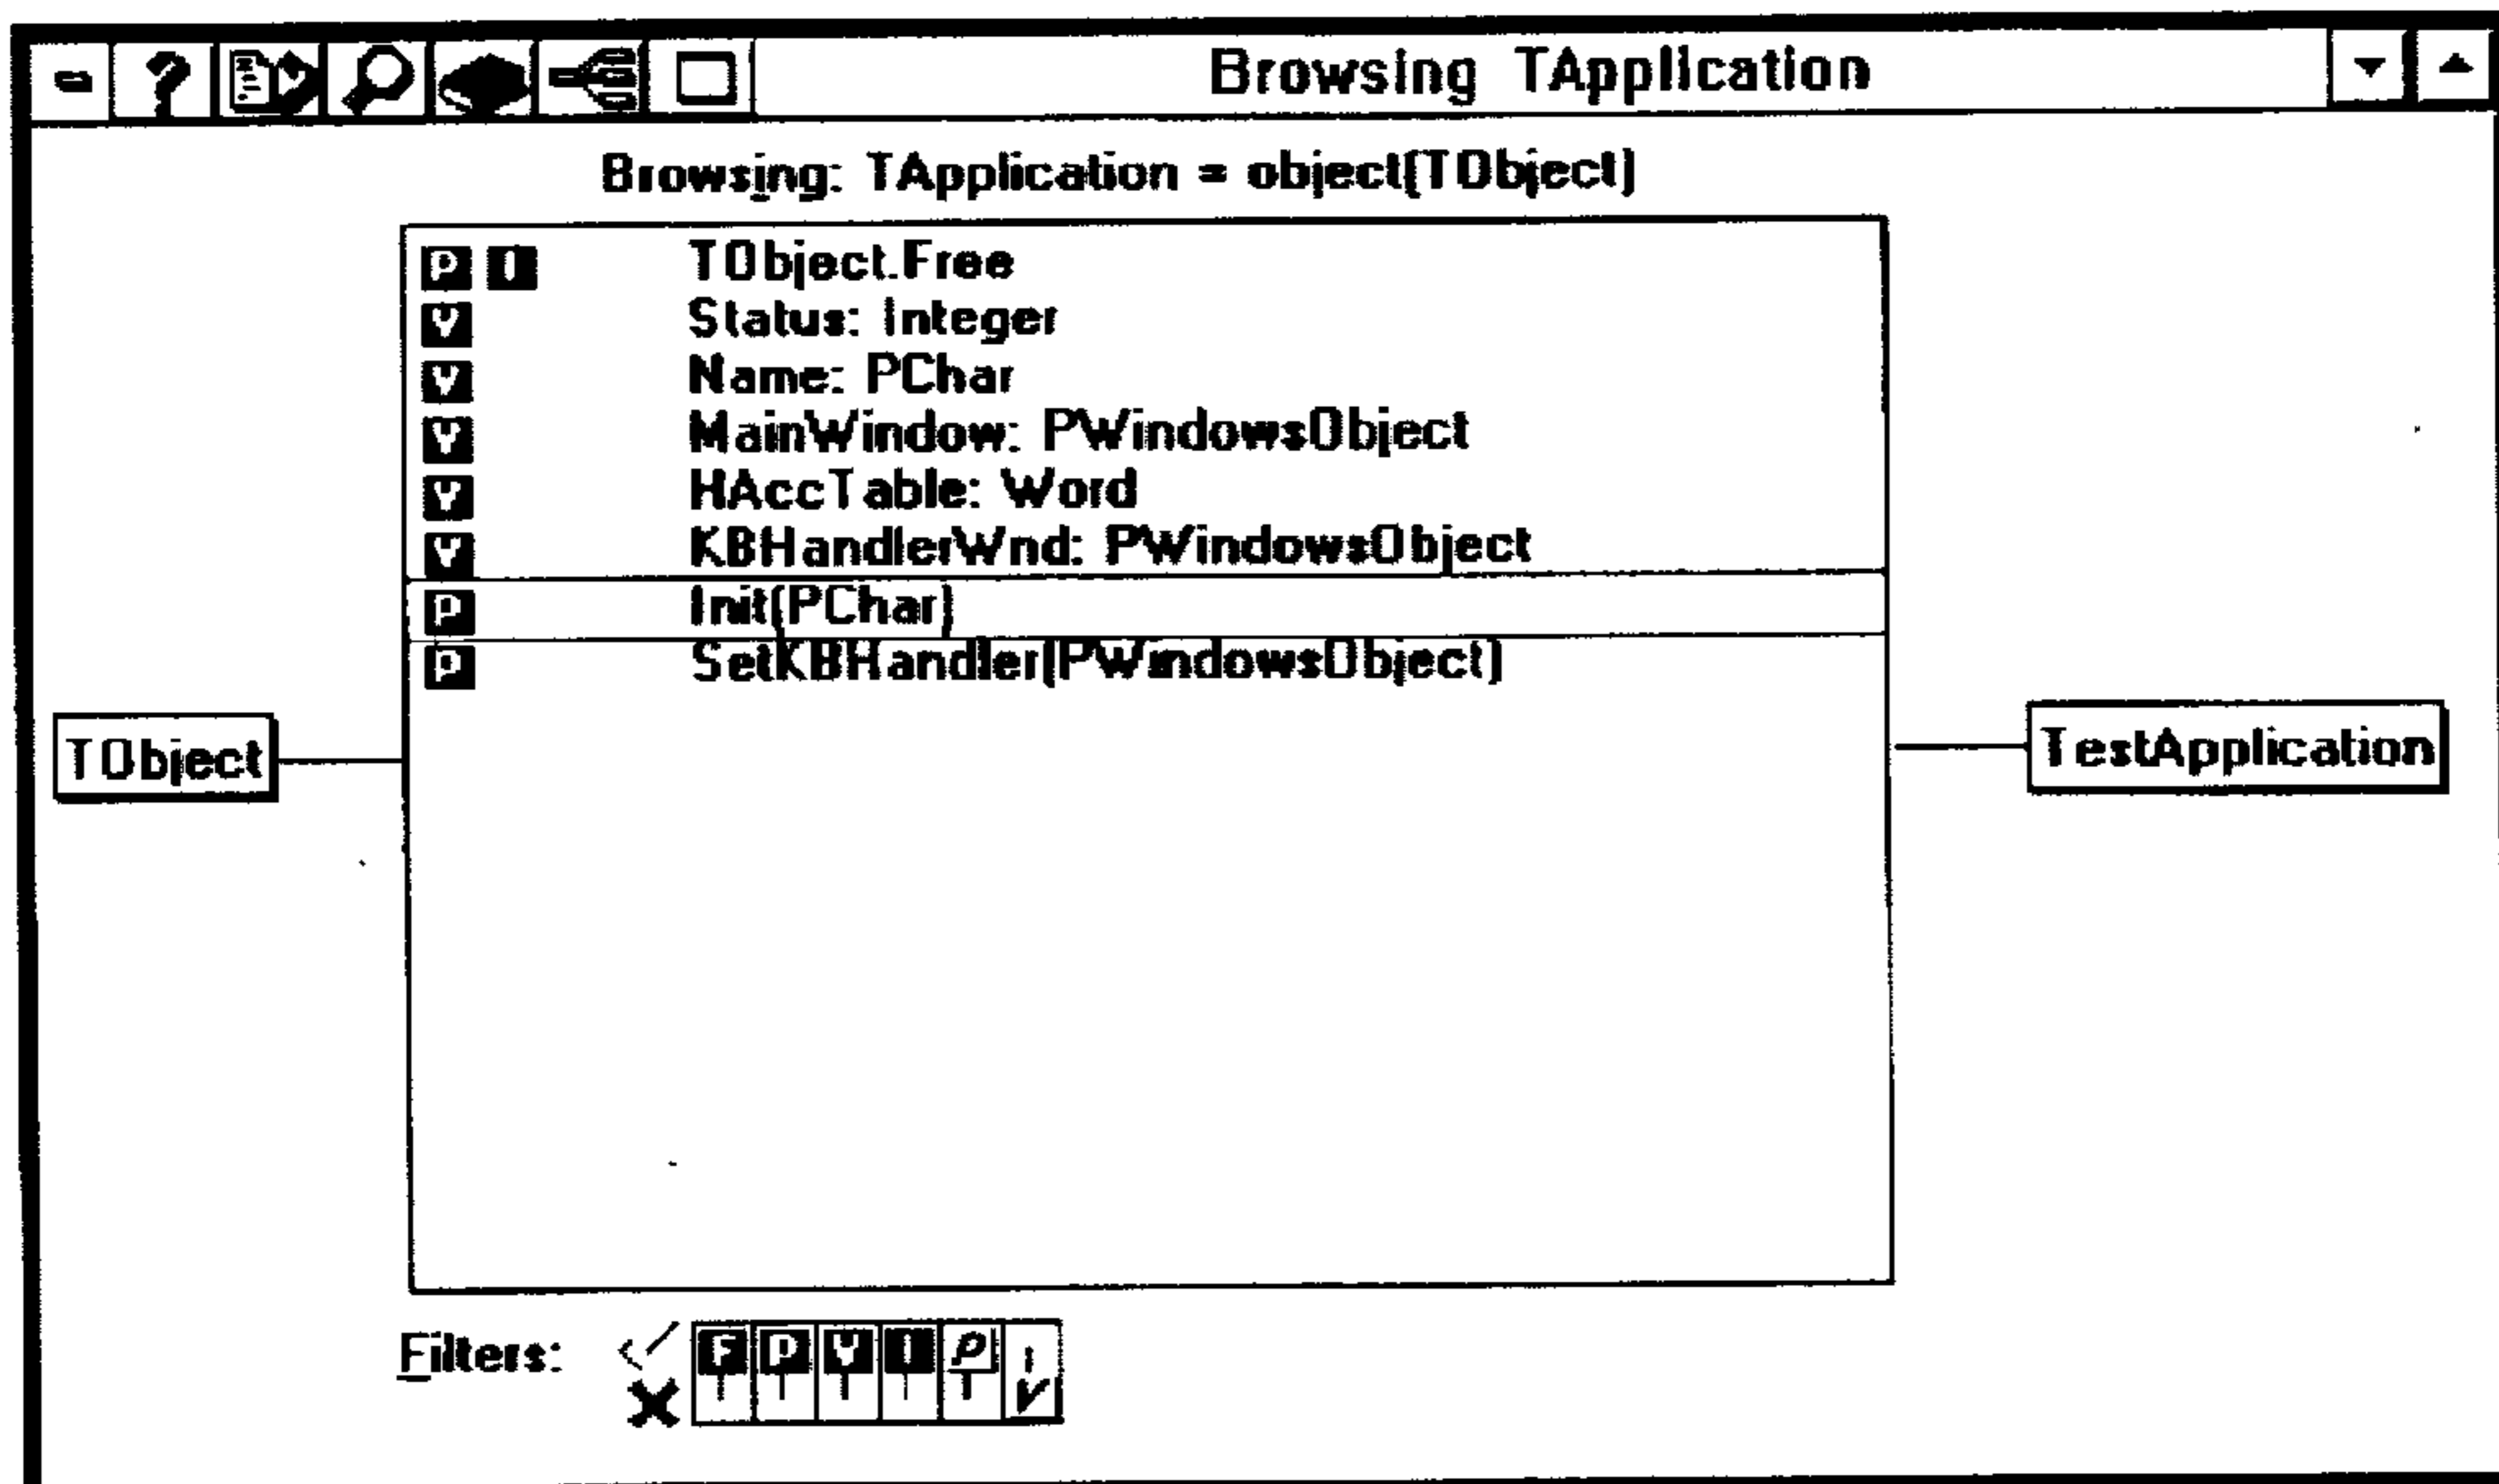 Browsing TApplication
Browsing: TApplication = object(TObject)
P TObject.Free
V Status: Integer
V Name: PChar
V MainWindow: PWindowsObject
V HAccTable: Word
V KBHandlerWnd: PWindowsObject
P Init(PChar)
P SetKBHandler(PWindowsObject)
TObject
TestApplication
Filters: F P V